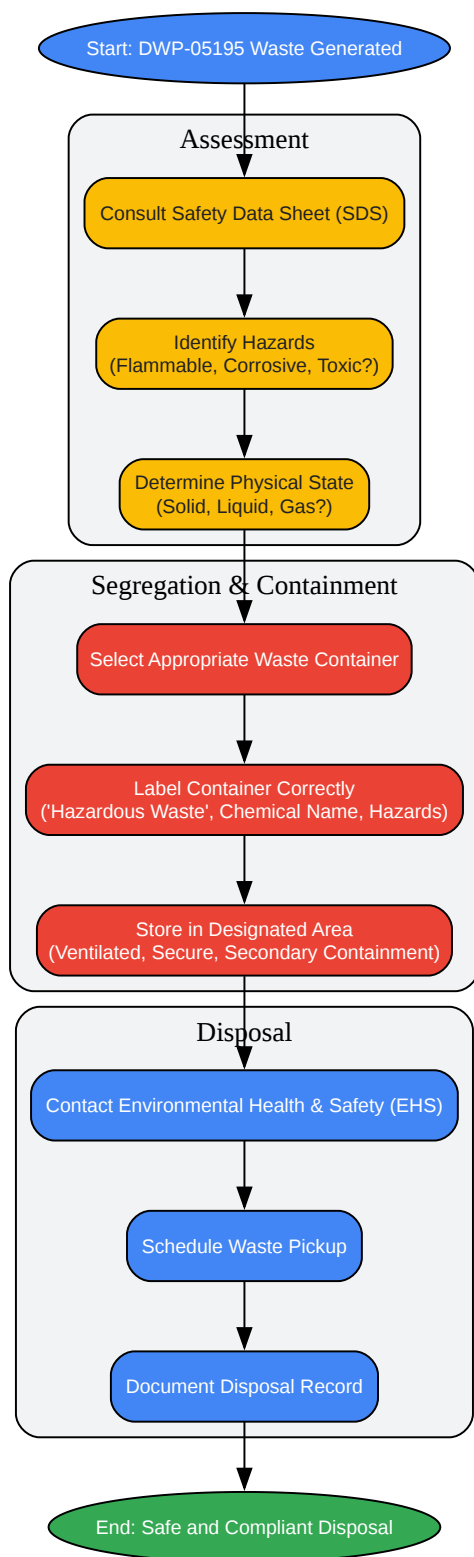 Start: DWP-05195 Waste Generated
Assessment
Consult Safety Data Sheet (SDS)
Identify Hazards
(Flammable, Corrosive, Toxic?)
Determine Physical State
(Solid, Liquid, Gas?)
Segregation & Containment
Select Appropriate Waste Container
Label Container Correctly
('Hazardous Waste', Chemical Name, Hazards)
Store in Designated Area
(Ventilated, Secure, Secondary Containment)
Disposal
Contact Environmental Health & Safety (EHS)
Schedule Waste Pickup
Document Disposal Record
End: Safe and Compliant Disposal